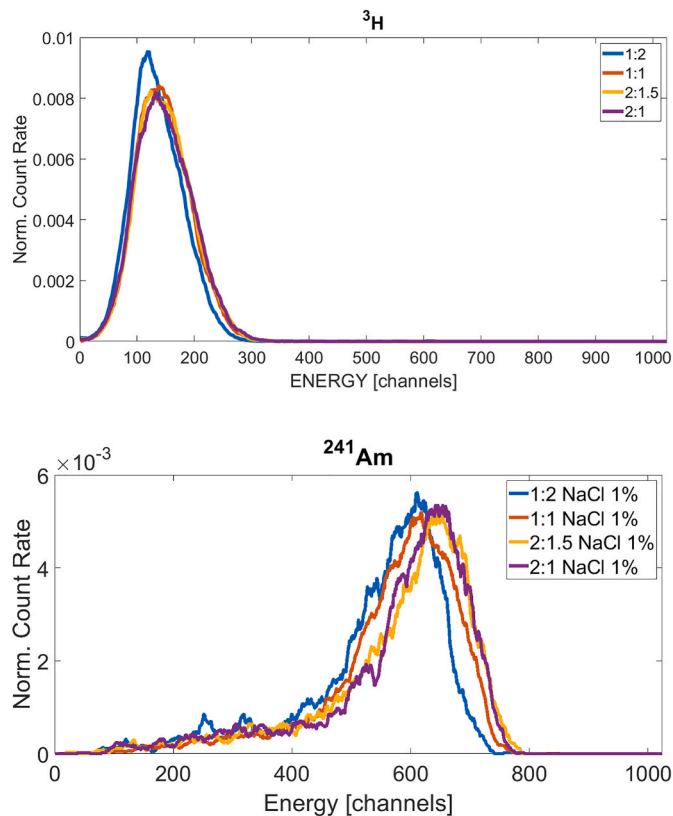 ³H
0.01
0.008
0.006
0.004
0.002
0
Norm. Count Rate
1:2
1:1
2:1.5
2:1
0 100 200 300 400 500 600 700 800 900 1000
ENERGY [channels]
²⁴¹Am
×10⁻³
6
4
2
0
Norm. Count Rate
1:2 NaCl 1%
1:1 NaCl 1%
2:1.5 NaCl 1%
2:1 NaCl 1%
0 200 400 600 800 1000
Energy [channels]